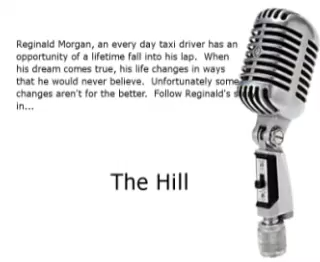 Reginald Morgan, an every day taxi driver has an
opportunity of a lifetime fall into his lap. When
his dream comes true, his life changes in ways
that he would never believe. Unfortunately some
changes aren't for the better. Follow Reginald's s
in...
The Hill